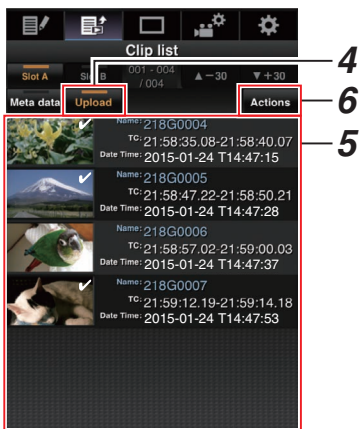 Clip list
4
Slot A Slot B 001 - 004 / 004 ▲−30 ▼+30
6
Meta data Upload Actions
5
Name: 218G0004
TC: 21:58:35.08-21:58:40.07
Date Time: 2015-01-24 T14:47:15
Name: 218G0005
TC: 21:58:47.22-21:58:50.21
Date Time: 2015-01-24 T14:47:28
Name: 218G0006
TC: 21:58:57.02-21:59:00.03
Date Time: 2015-01-24 T14:47:37
Name: 218G0007
TC: 21:59:12.19-21:59:14.18
Date Time: 2015-01-24 T14:47:53